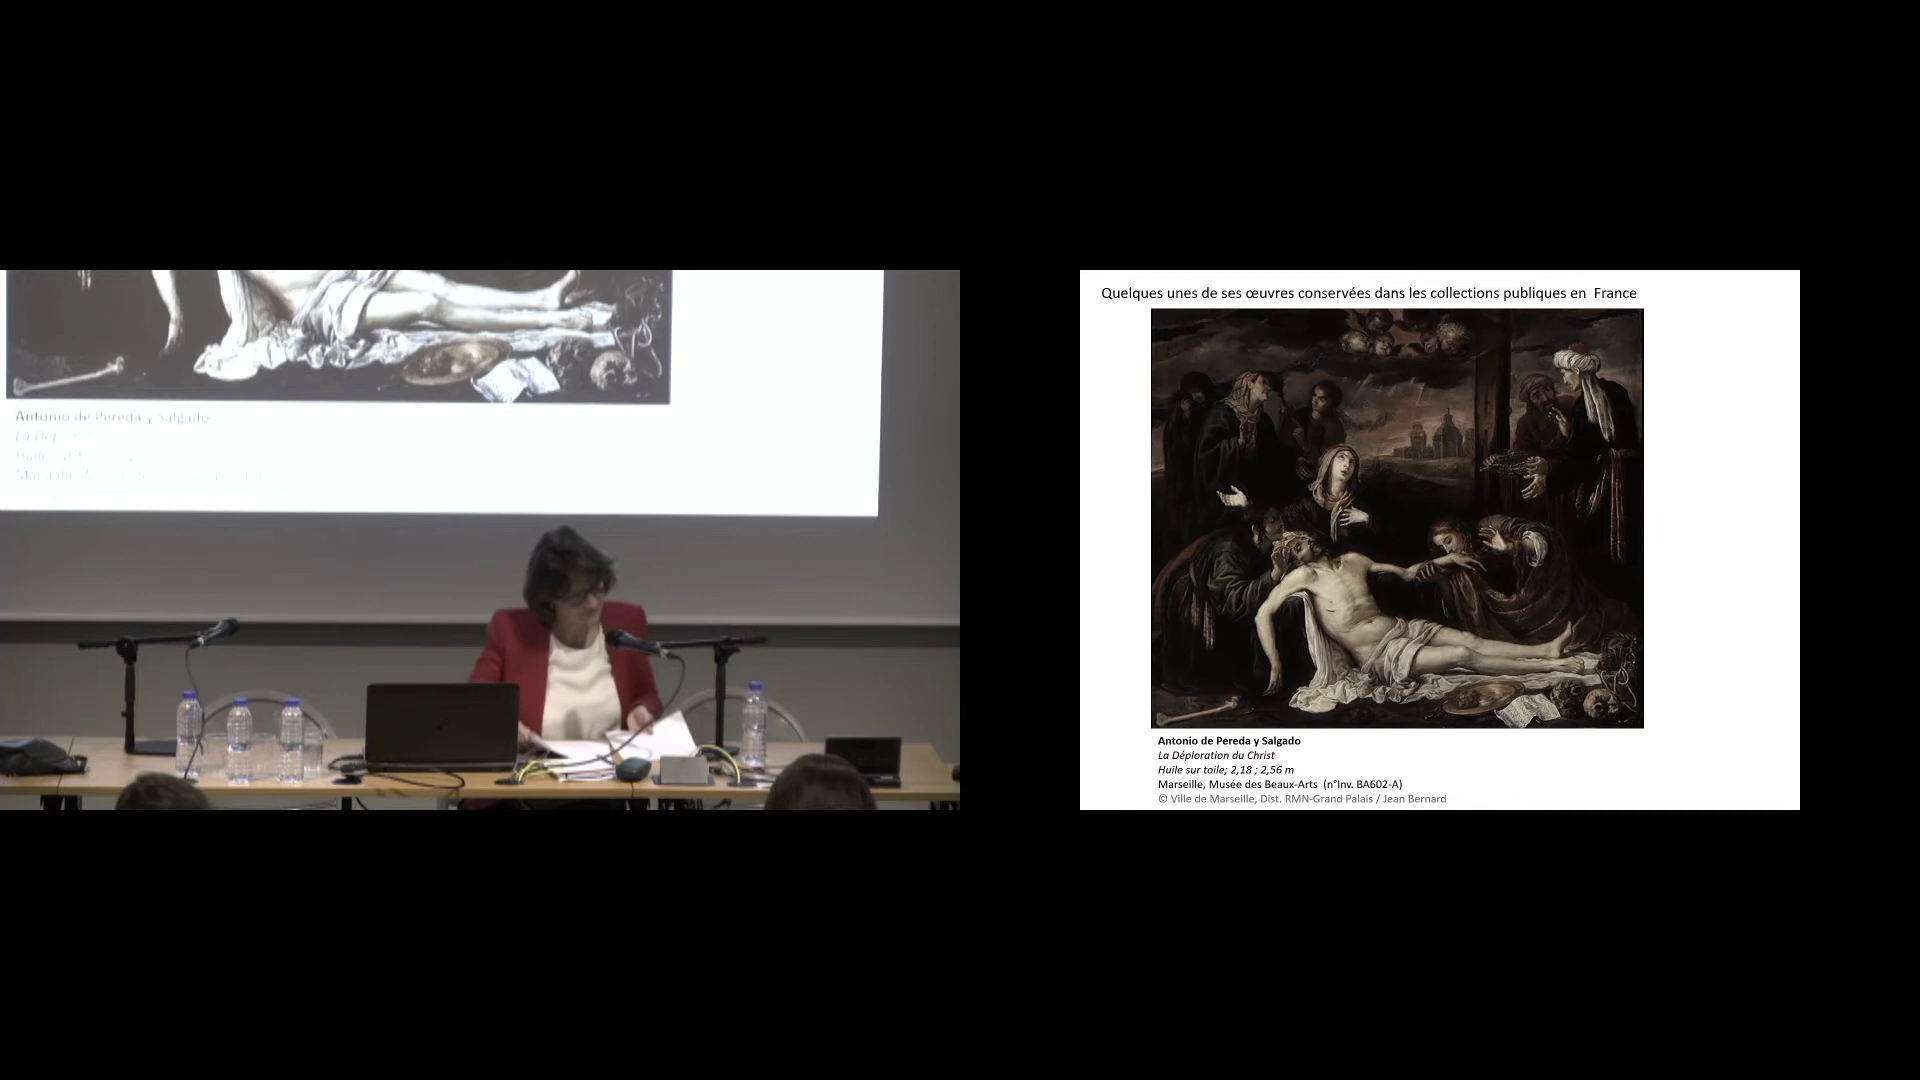 Antonio de Pereda y Salgado
Quelques unes de ses œuvres conservées dans les collections publiques en France
Antonio de Pereda y Salgado
La Déploration du Christ
Huile sur toile; 2,18 ; 2,56 m
Marseille, Musée des Beaux-Arts (n°Inv. BA602-A)
© Ville de Marseille, Dist. RMN-Grand Palais / Jean Bernard